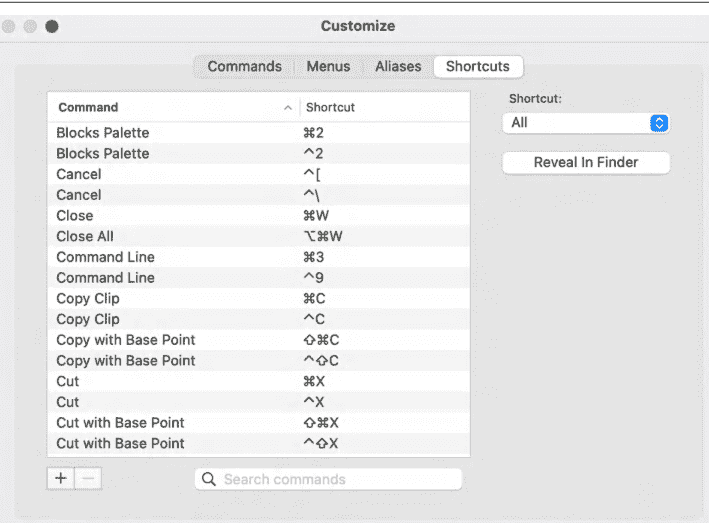 Customize
Commands Menus Aliases Shortcuts
Command Shortcut
Blocks Palette ⌘2
Blocks Palette ^2
Cancel ^[
Cancel ^\
Close ⌘W
Close All ⌥⌘W
Command Line ⌘3
Command Line ^9
Copy Clip ⌘C
Copy Clip ^C
Copy with Base Point ⇧⌘C
Copy with Base Point ^⇧C
Cut ⌘X
Cut ^X
Cut with Base Point ⇧⌘X
Cut with Base Point ^⇧X
Search commands
Shortcut:
All
Reveal In Finder